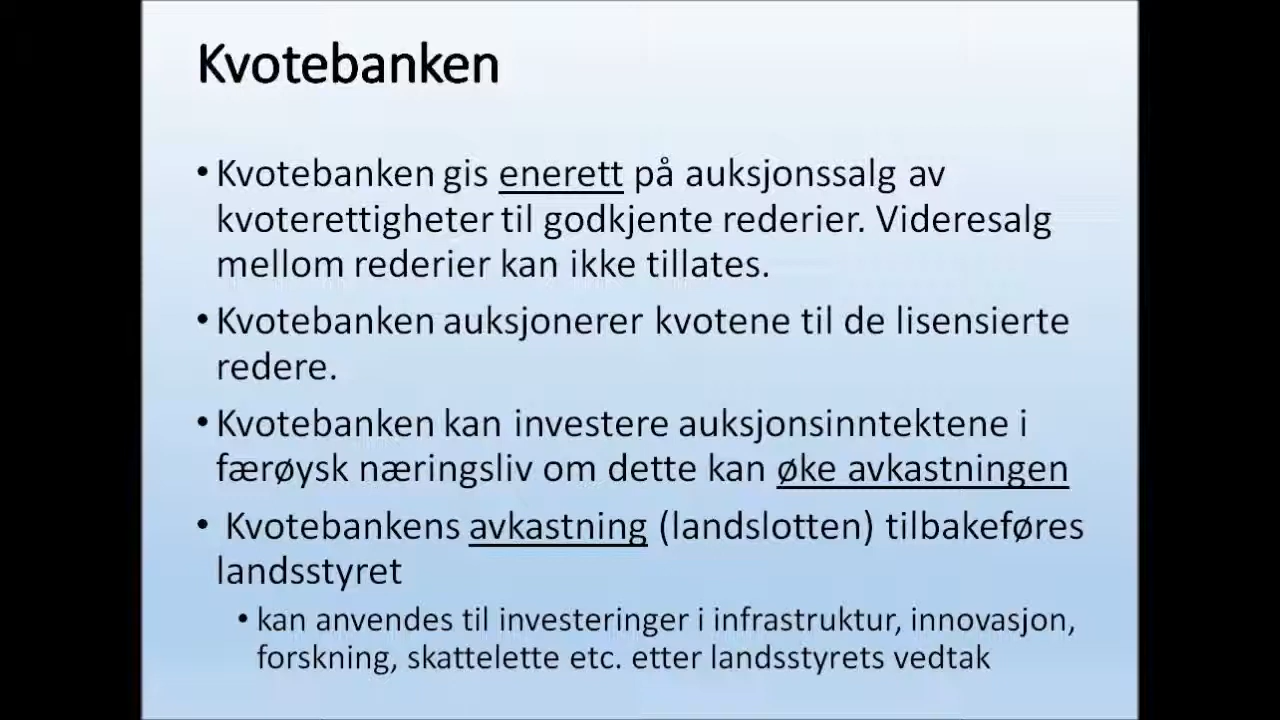 Kvotebanken
• Kvotebanken gis enerett på auksjonssalg av
kvoterettigheter til godkjente rederier. Videresalg
mellom rederier kan ikke tillates.
• Kvotebanken auksjonerer kvotene til de lisensierte
redere.
• Kvotebanken kan investere auksjonsinntektene i
færøysk næringsliv om dette kan øke avkastningen
• Kvotebankens avkastning (landslotten) tilbakeføres
landsstyret
• kan anvendes til investeringer i infrastruktur, innovasjon,
forskning, skattelette etc. etter landsstyrets vedtak